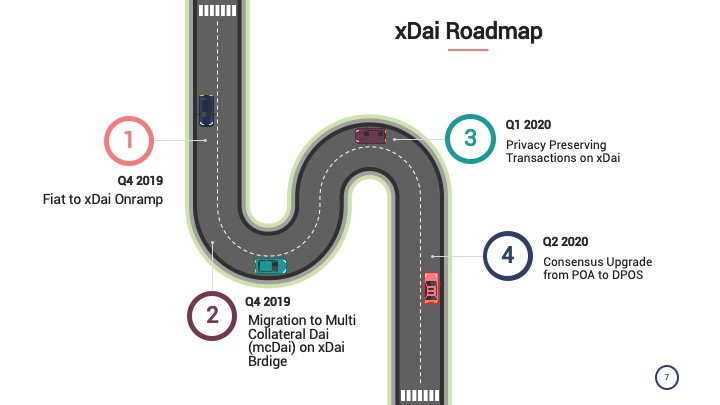 xDai Roadmap
1
Q4 2019
Fiat to xDai Onramp
2
Q4 2019
Migration to Multi
Collateral Dai
(mcDai) on xDai
Brdige
3
Q1 2020
Privacy Preserving
Transactions on xDai
4
Q2 2020
Consensus Upgrade
from POA to DPOS
7